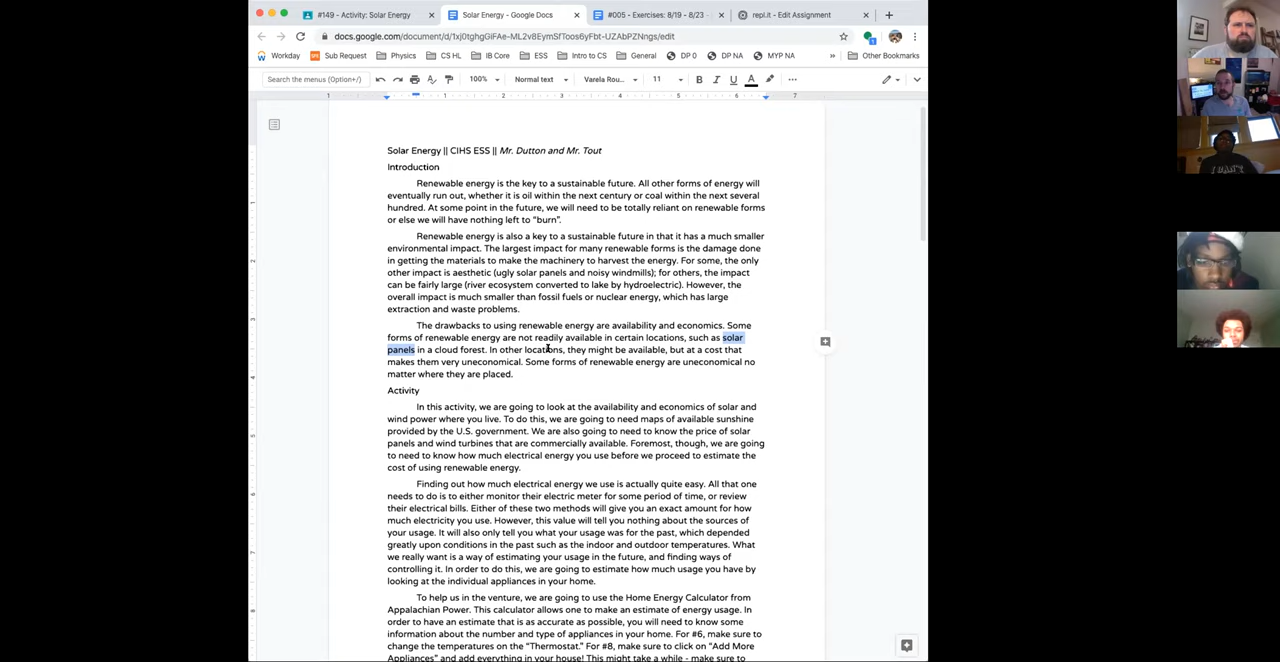 #149 - Activity: Solar Energy
Solar Energy - Google Docs
#005 - Exercises: 8/19 - 8/23 -
repl.it - Edit Assignment
docs.google.com/document/d/1xj0tghgGiFAe-ML2v8EymSfToos6yFbt-UZAbPZNngs/edit
Workday
Sub Request
Physics
CS HL
IB Core
ESS
Intro to CS
General
DP 0
DP NA
MYP NA
Other Bookmarks
Search the menus (Option+/)
100%
Normal text
Varela Rou...
11
B I U A
1 1 2 3 4 5 6 7
Solar Energy || CIHS ESS || Mr. Dutton and Mr. Tout
Introduction
Renewable energy is the key to a sustainable future. All other forms of energy will
eventually run out, whether it is oil within the next century or coal within the next several
hundred. At some point in the future, we will need to be totally reliant on renewable forms
or else we will have nothing left to "burn".
Renewable energy is also a key to a sustainable future in that it has a much smaller
environmental impact. The largest impact for many renewable forms is the damage done
in getting the materials to make the machinery to harvest the energy. For some, the only
other impact is aesthetic (ugly solar panels and noisy windmills); for others, the impact
can be fairly large (river ecosystem converted to lake by hydroelectric). However, the
overall impact is much smaller than fossil fuels or nuclear energy, which has large
extraction and waste problems.
The drawbacks to using renewable energy are availability and economics. Some
forms of renewable energy are not readily available in certain locations, such as solar
panels in a cloud forest. In other locations, they might be available, but at a cost that
makes them very uneconomical. Some forms of renewable energy are uneconomical no
matter where they are placed.
Activity
In this activity, we are going to look at the availability and economics of solar and
wind power where you live. To do this, we are going to need maps of available sunshine
provided by the U.S. government. We are also going to need to know the price of solar
panels and wind turbines that are commercially available. Foremost, though, we are going
to need to know how much electrical energy you use before we proceed to estimate the
cost of using renewable energy.
Finding out how much electrical energy we use is actually quite easy. All that one
needs to do is to either monitor their electric meter for some period of time, or review
their electrical bills. Either of these two methods will give you an exact amount for how
much electricity you use. However, this value will tell you nothing about the sources of
your usage. It will also only tell you what your usage was for the past, which depended
greatly upon conditions in the past such as the indoor and outdoor temperatures. What
we really want is a way of estimating your usage in the future, and finding ways of
controlling it. In order to do this, we are going to estimate how much usage you have by
looking at the individual appliances in your home.
To help us in the venture, we are going to use the Home Energy Calculator from
Appalachian Power. This calculator allows one to make an estimate of energy usage. In
order to have an estimate that is as accurate as possible, you will need to know some
information about the number and type of appliances in your home. For #6, make sure to
change the temperatures on the "Thermostat." For #8, make sure to click on "Add More
Appliances" and add everything in your house! This might take a while - make sure to